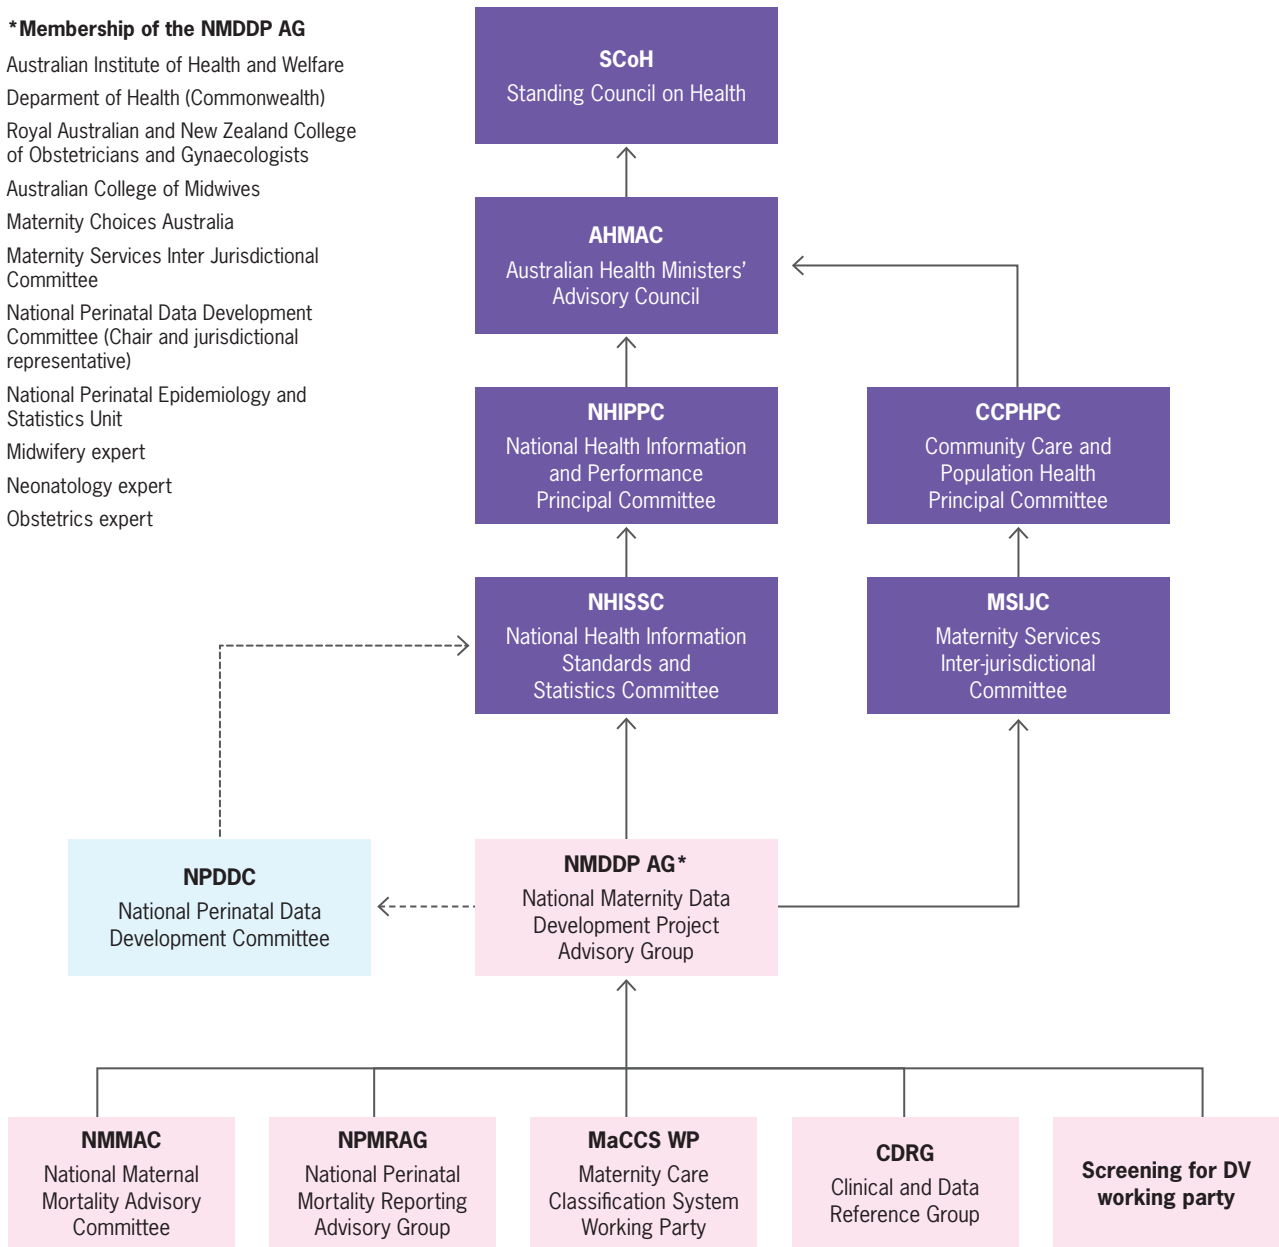 *Membership of the NMDDP AG
Australian Institute of Health and Welfare
Deparment of Health (Commonwealth)
Royal Australian and New Zealand College
of Obstetricians and Gynaecologists
Australian College of Midwives
Maternity Choices Australia
Maternity Services Inter Jurisdictional
Committee
National Perinatal Data Development
Committee (Chair and jurisdictional
representative)
National Perinatal Epidemiology and
Statistics Unit
Midwifery expert
Neonatology expert
Obstetrics expert
SCoH
Standing Council on Health
AHMAC
Australian Health Ministers’
Advisory Council
NHIPPC
National Health Information
and Performance
Principal Committee
CCPHPC
Community Care and
Population Health
Principal Committee
NHISSC
National Health Information
Standards and
Statistics Committee
MSIJC
Maternity Services
Inter-jurisdictional
Committee
NPDDC
National Perinatal Data
Development Committee
NMDDP AG*
National Maternity Data
Development Project
Advisory Group
NMMAC
National Maternal
Mortality Advisory
Committee
NPMRAG
National Perinatal
Mortality Reporting
Advisory Group
MaCCS WP
Maternity Care
Classification System
Working Party
CDRG
Clinical and Data
Reference Group
Screening for DV
working party